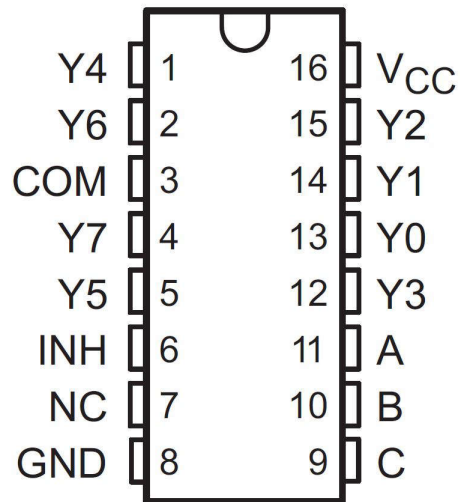 Y4 1 16 VCC
Y6 2 15 Y2
COM 3 14 Y1
Y7 4 13 Y0
Y5 5 12 Y3
INH 6 11 A
NC 7 10 B
GND 8 9 C